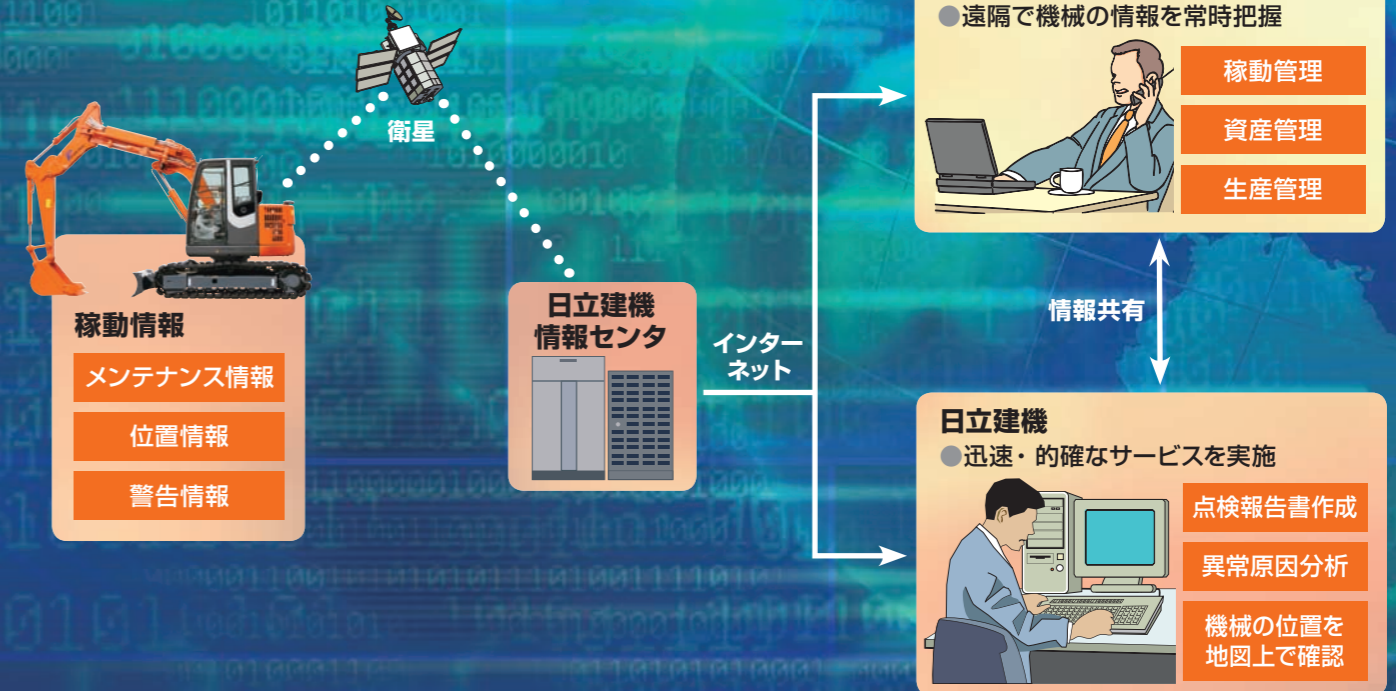 衛星
稼動情報
メンテナンス情報
位置情報
警告情報
日立建機
情報センタ
インター
ネット
●遠隔で機械の情報を常時把握
稼動管理
資産管理
生産管理
情報共有
日立建機
●迅速・的確なサービスを実施
点検報告書作成
異常原因分析
機械の位置を
地図上で確認